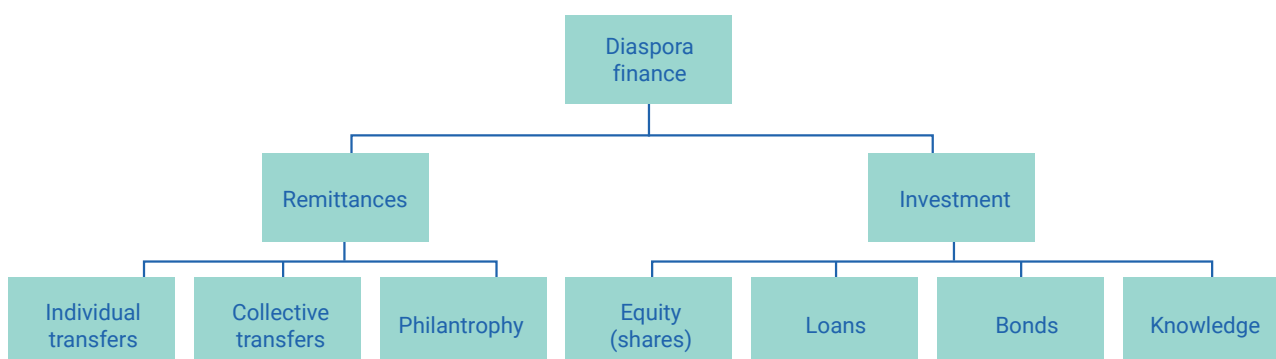 Diaspora
finance
Remittances
Investment
Individual
transfers
Collective
transfers
Philantrophy
Equity
(shares)
Loans
Bonds
Knowledge